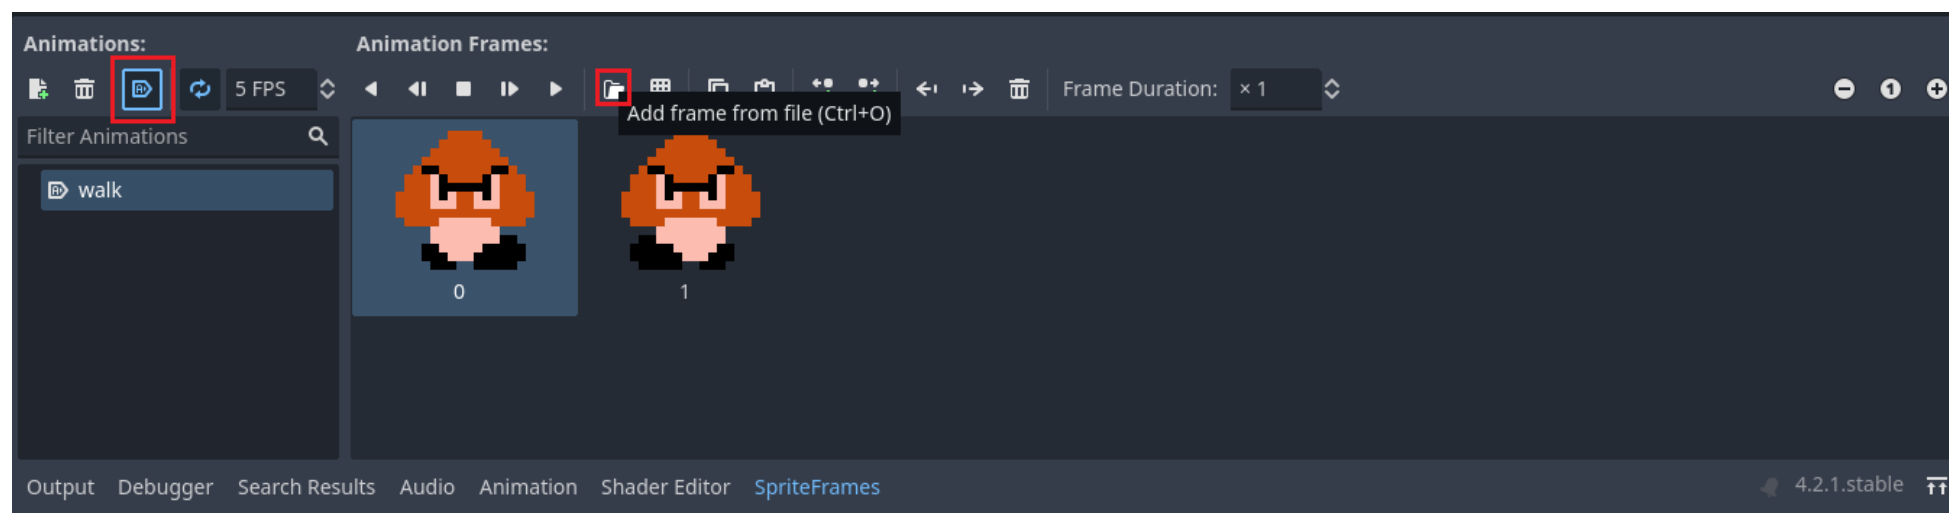 Animations:
Animation Frames:
5 FPS
Frame Duration:
× 1
1
Add frame from file (Ctrl+O)
Filter Animations
walk
0
1
Output
Debugger
Search Results
Audio
Animation
Shader Editor
SpriteFrames
4.2.1.stable